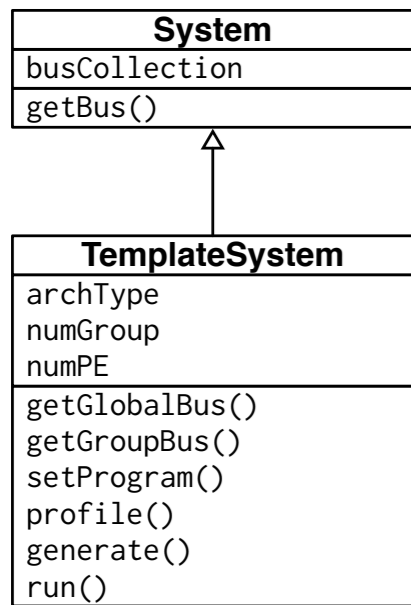 System
busCollection
getBus()
TemplateSystem
archType
numGroup
numPE
getGlobalBus()
getGroupBus()
setProgram()
profile()
generate()
run()